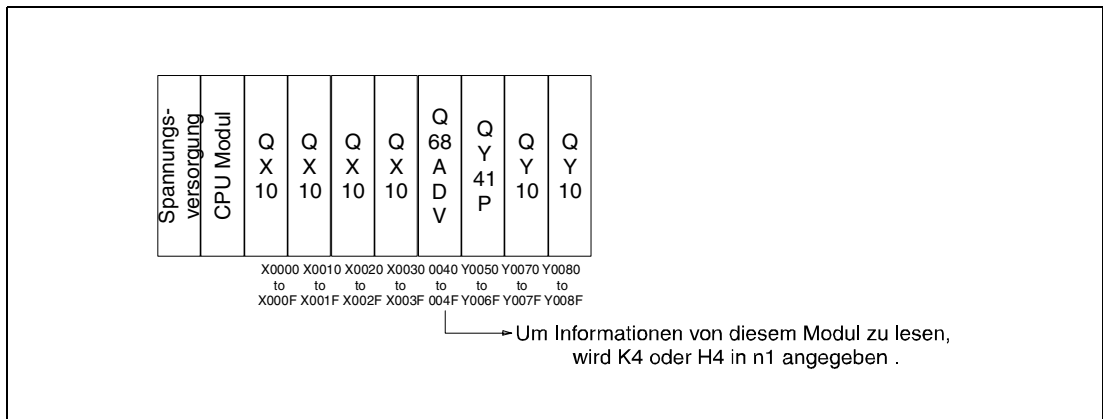 Spannungs-
versorgung
CPU Modul
Q
X
10
Q
X
10
Q
X
10
Q
X
10
Q
68
A
D
V
Q
Y
41
P
Q
Y
10
Q
Y
10
X0000 X0010 X0020 X0030 0040 Y0050 Y0070 Y0080
to to to to to to to to
X000F X001F X002F X003F 004F Y006F Y007F Y008F
Um Informationen von diesem Modul zu lesen,
wird K4 oder H4 in n1 angegeben .